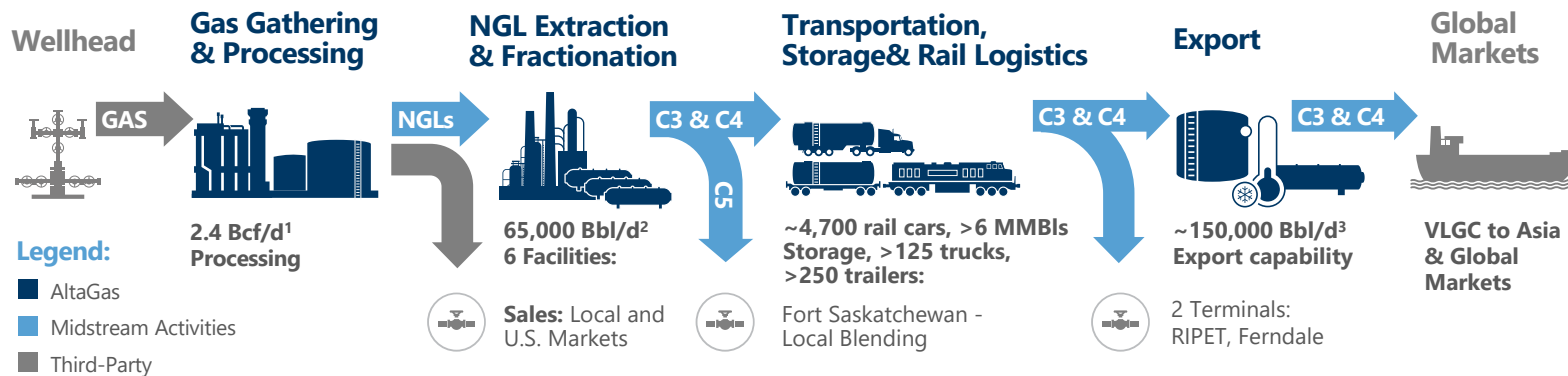 Wellhead
Gas Gathering
& Processing
NGL Extraction
& Fractionation
Transportation,
Storage& Rail Logistics
Export
Global
Markets
GAS
NGLs
C3 & C4
C5
C3 & C4
C3 & C4
2.4 Bcf/d¹
Processing
65,000 Bbl/d²
6 Facilities:
~4,700 rail cars, >6 MMBls
Storage, >125 trucks,
>250 trailers:
~150,000 Bbl/d³
Export capability
VLGC to Asia
& Global
Markets
Legend:
AltaGas
Midstream Activities
Third-Party
Sales: Local and
U.S. Markets
Fort Saskatchewan -
Local Blending
2 Terminals:
RIPET, Ferndale